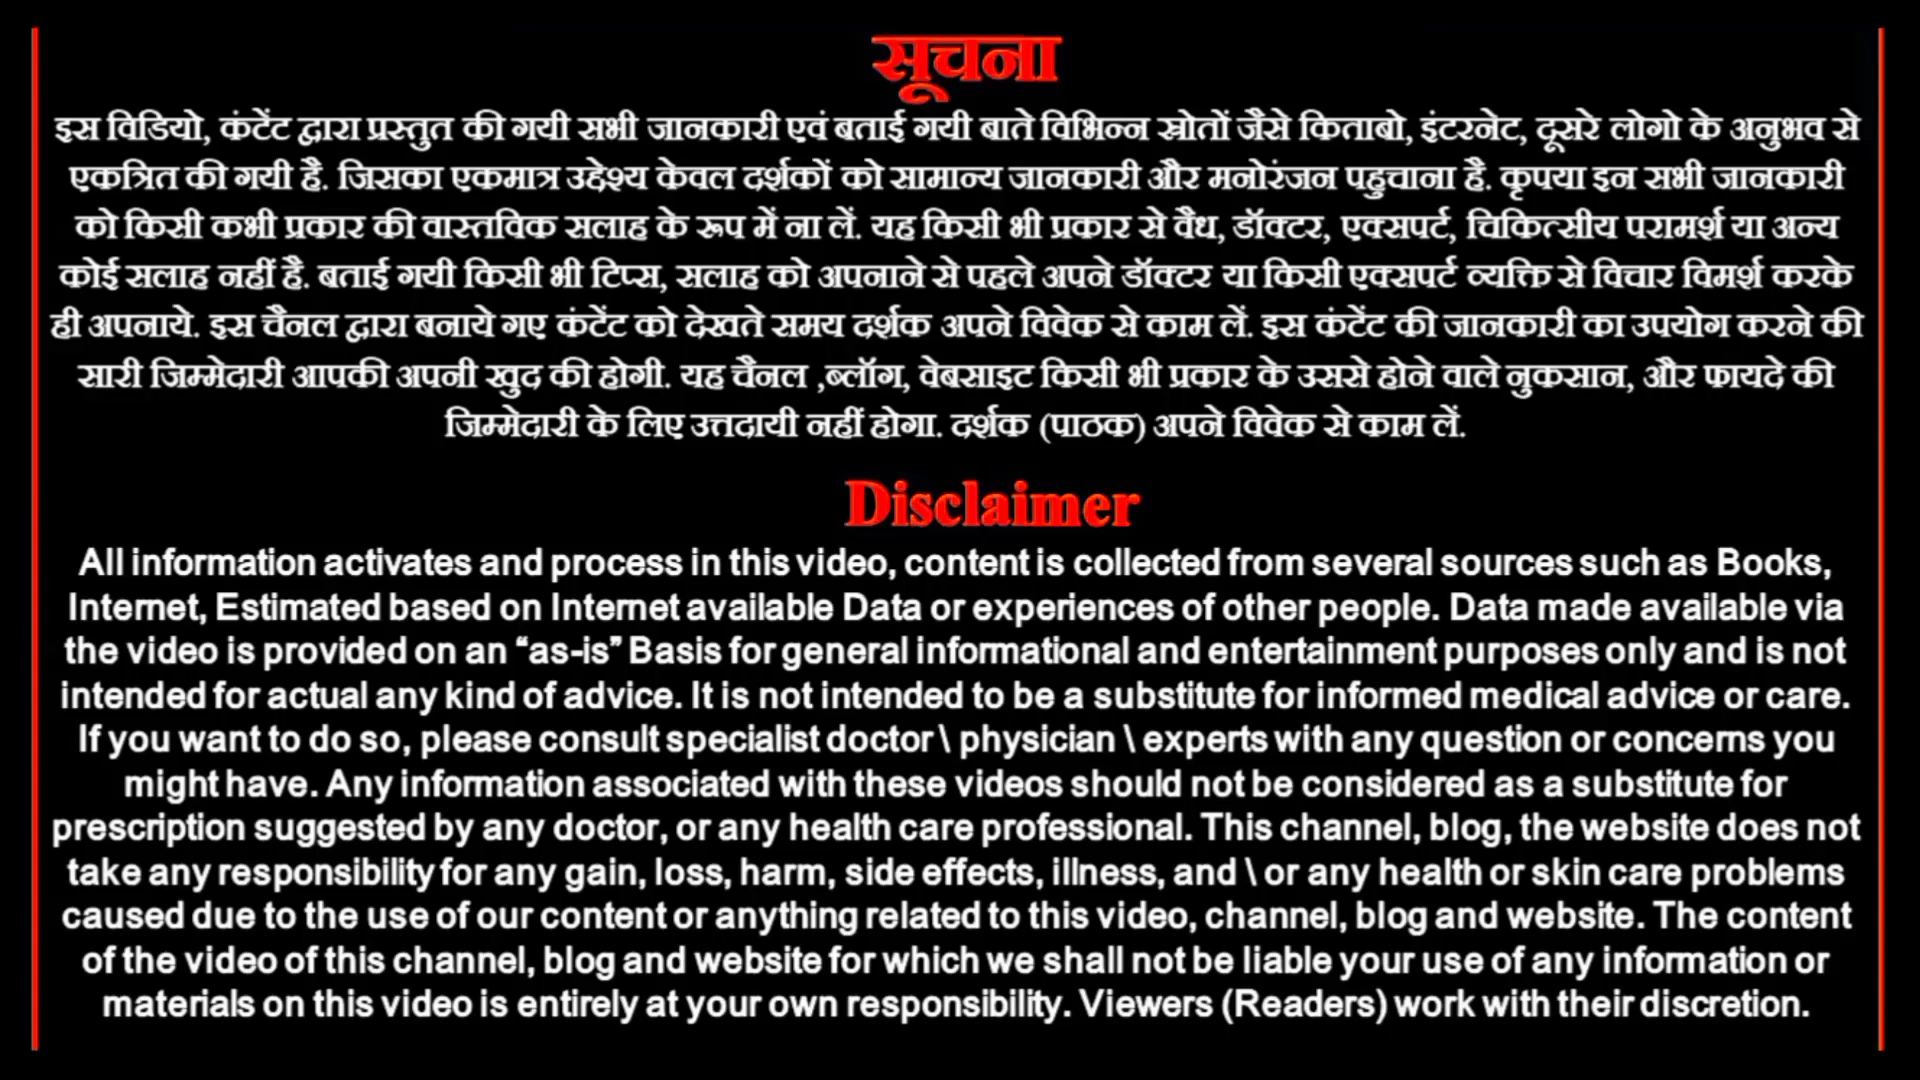 सूचना
इस विडियो, कंटेंट द्वारा प्रस्तुत की गयी सभी जानकारी एवं बताई गयी बाते विभिन्न स्रोतों जैसे किताबो, इंटरनेट, दूसरे लोगो के अनुभव से
एकत्रित की गयी है. जिसका एकमात्र उद्देश्य केवल दर्शकों को सामान्य जानकारी और मनोरंजन पहुचाना है. कृपया इन सभी जानकारी
को किसी कभी प्रकार की वास्तविक सलाह के रूप में ना लें. यह किसी भी प्रकार से वैध, डॉक्टर, एक्सपर्ट, चिकित्सीय परामर्श या अन्य
कोई सलाह नहीं है. बताई गयी किसी भी टिप्स, सलाह को अपनाने से पहले अपने डॉक्टर या किसी एक्सपर्ट व्यक्ति से विचार विमर्श करके
ही अपनाये. इस चैनल द्वारा बनाये गए कंटेंट को देखते समय दर्शक अपने विवेक से काम लें. इस कंटेंट की जानकारी का उपयोग करने की
सारी जिम्मेदारी आपकी अपनी खुद की होगी. यह चैनल ,ब्लॉग, वेबसाइट किसी भी प्रकार के उससे होने वाले नुकसान, और फायदे की
जिम्मेदारी के लिए उत्तदायी नहीं होगा. दर्शक (पाठक) अपने विवेक से काम लें.
Disclaimer
All information activates and process in this video, content is collected from several sources such as Books,
Internet, Estimated based on Internet available Data or experiences of other people. Data made available via
the video is provided on an “as-is” Basis for general informational and entertainment purposes only and is not
intended for actual any kind of advice. It is not intended to be a substitute for informed medical advice or care.
If you want to do so, please consult specialist doctor \ physician \ experts with any question or concerns you
might have. Any information associated with these videos should not be considered as a substitute for
prescription suggested by any doctor, or any health care professional. This channel, blog, the website does not
take any responsibility for any gain, loss, harm, side effects, illness, and \ or any health or skin care problems
caused due to the use of our content or anything related to this video, channel, blog and website. The content
of the video of this channel, blog and website for which we shall not be liable your use of any information or
materials on this video is entirely at your own responsibility. Viewers (Readers) work with their discretion.